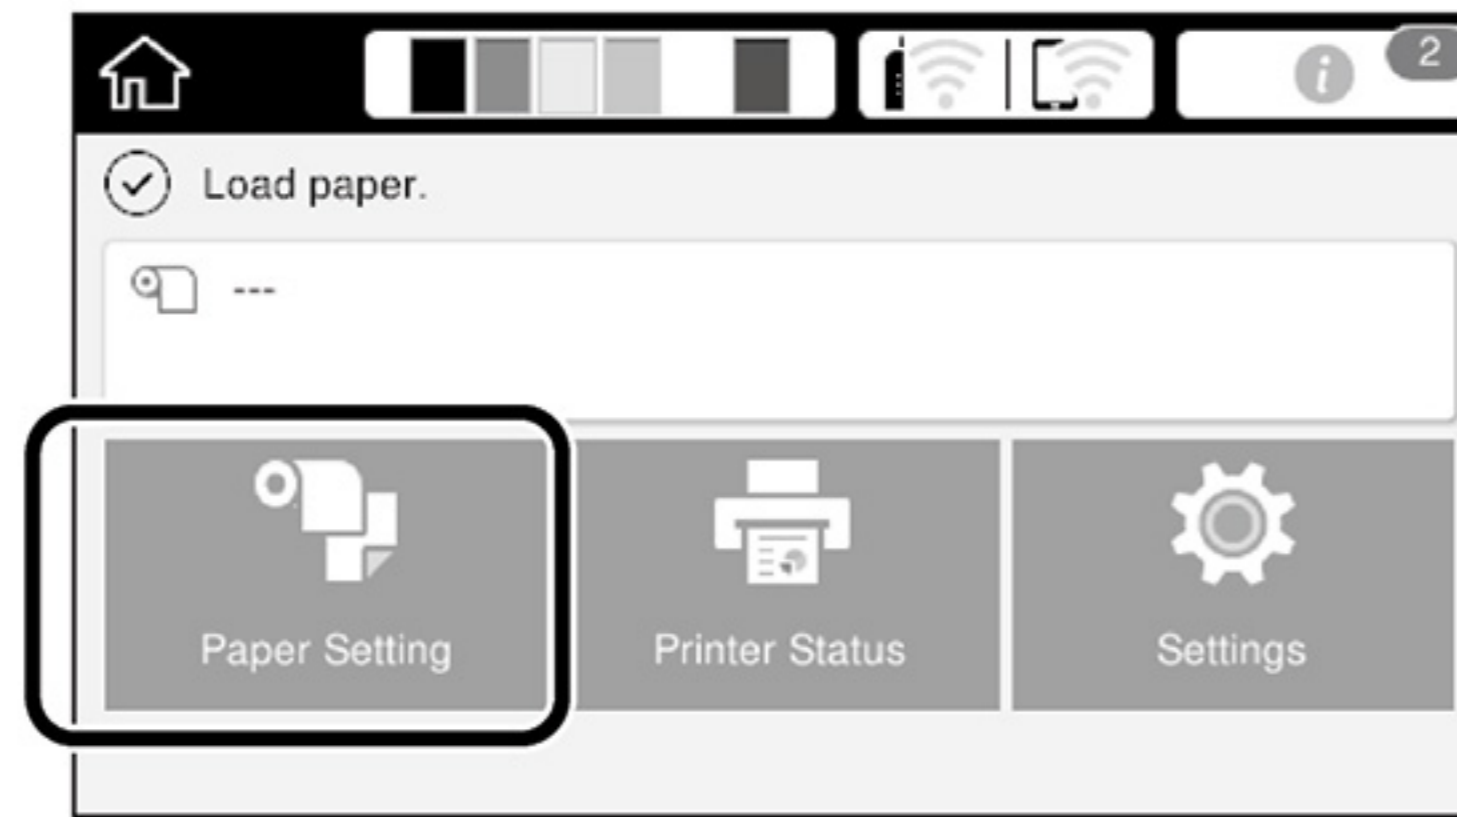 2
Load paper.
---
Paper Setting
Printer Status
Settings